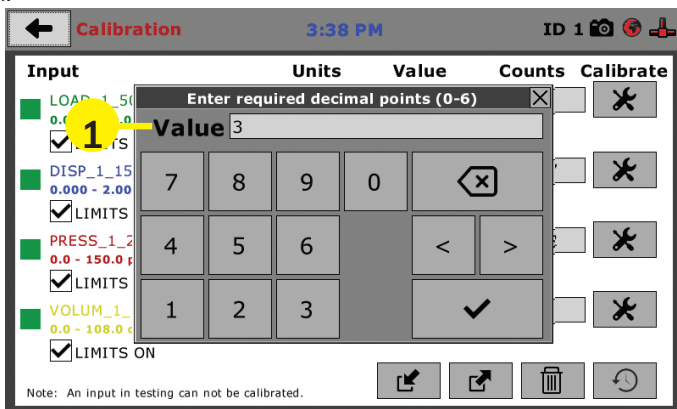 Calibration 3:38 PM ID 1
Input Units Value Counts Calibrate
LOAD_1_50
Enter required decimal points (0-6)
1
Value 3
DISP_1_15
0.000 - 2.00
LIMITS
PRESS_1_2
0.0 - 150.0
LIMITS
VOLUM_1_
0.0 - 108.0
LIMITS ON
7 8 9 0
4 5 6 < >
1 2 3
Note: An input in testing can not be calibrated.